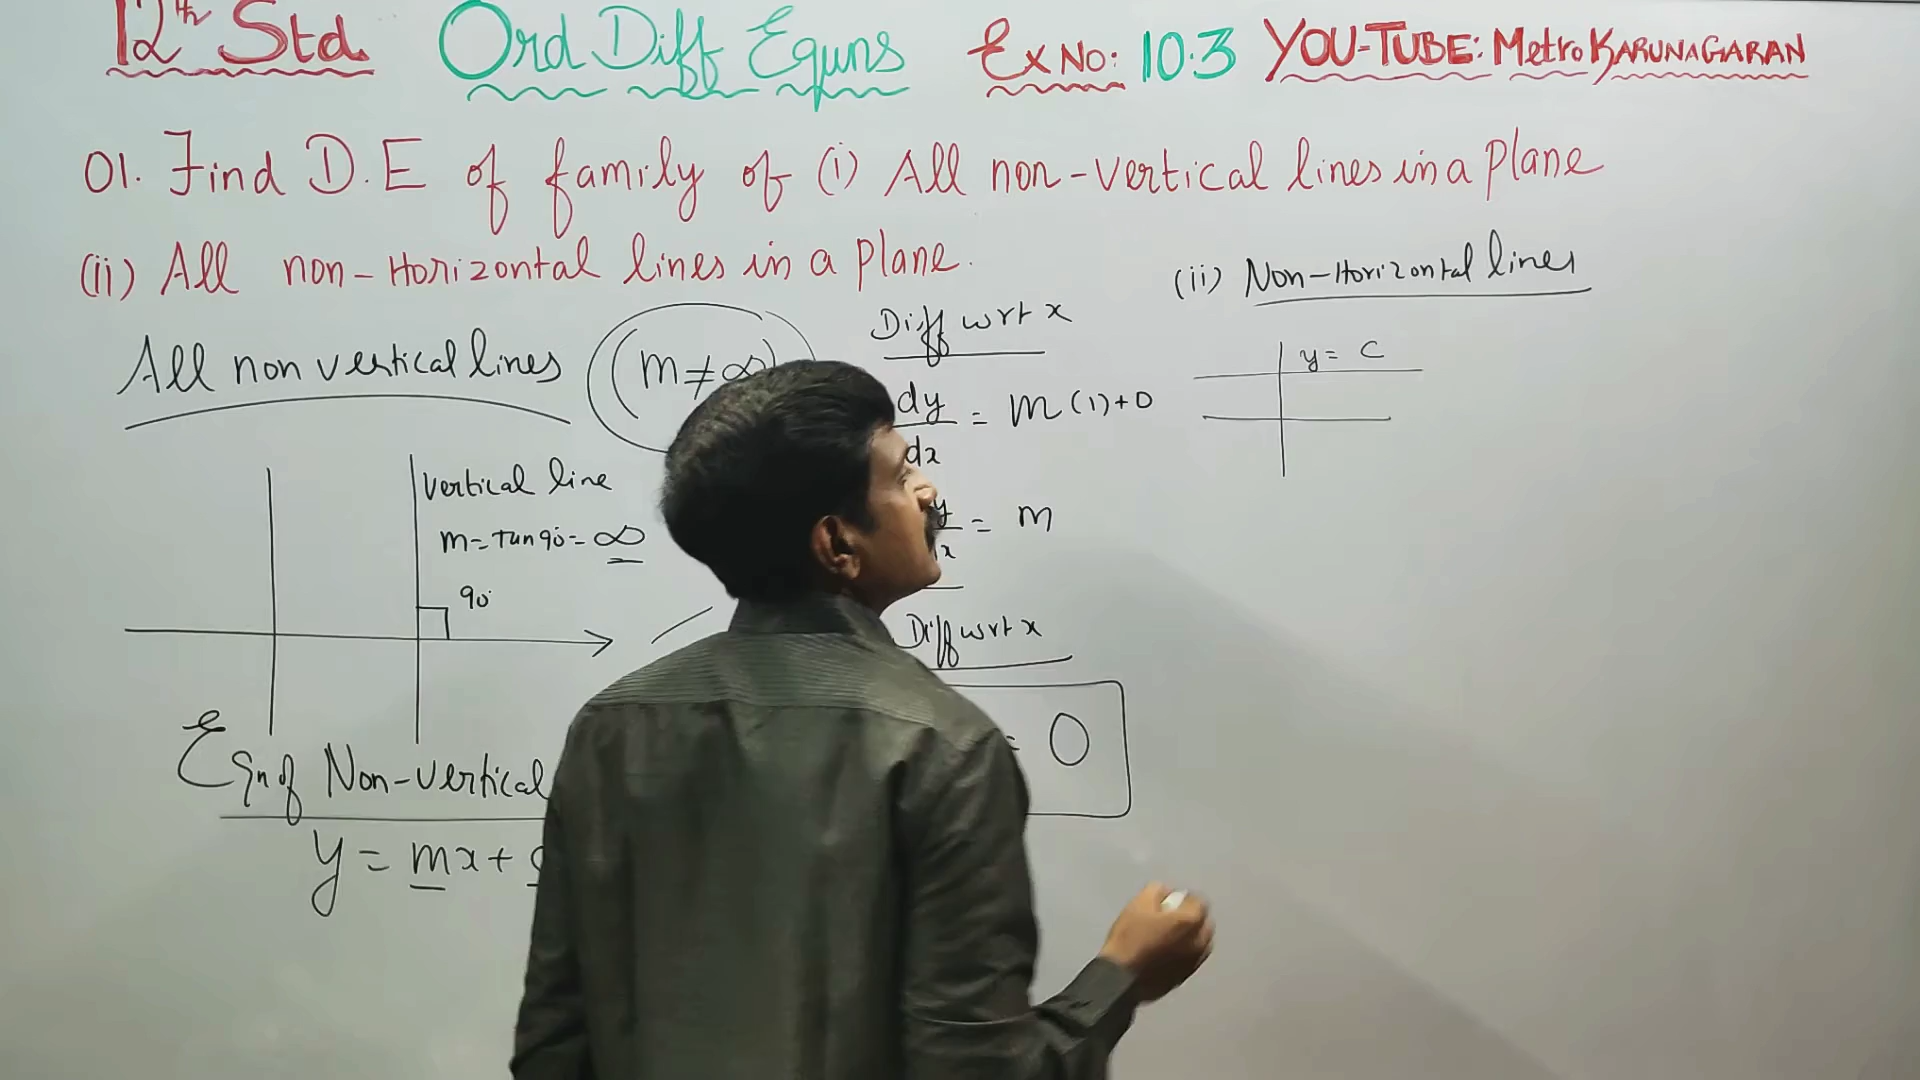 12th Std Ord Diff Equns Ex No: 10.3 YOU-TUBE: Metro KARUNAGARAN
01. Find D.E of family of (i) All non-vertical lines in a plane
(ii) All non-Horizontal lines in a plane.
All non vertical lines (m ≠ ∞)
vertical line
m = tan 90° = ∞
90°
Eqn of Non-vertical
y = mx +
Diff wrt x
dy/dx = m (1) + 0
y/x = m
Diff wrt x
= 0
(ii) Non-Horizontal lines
y = c